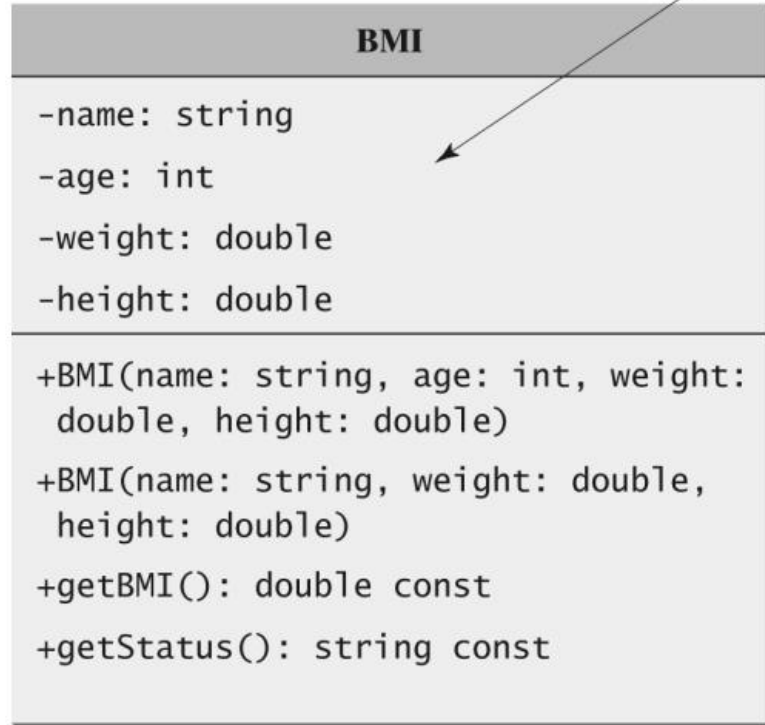 BMI
-name: string
-age: int
-weight: double
-height: double
+BMI(name: string, age: int, weight:
double, height: double)
+BMI(name: string, weight: double,
height: double)
+getBMI(): double const
+getStatus(): string const